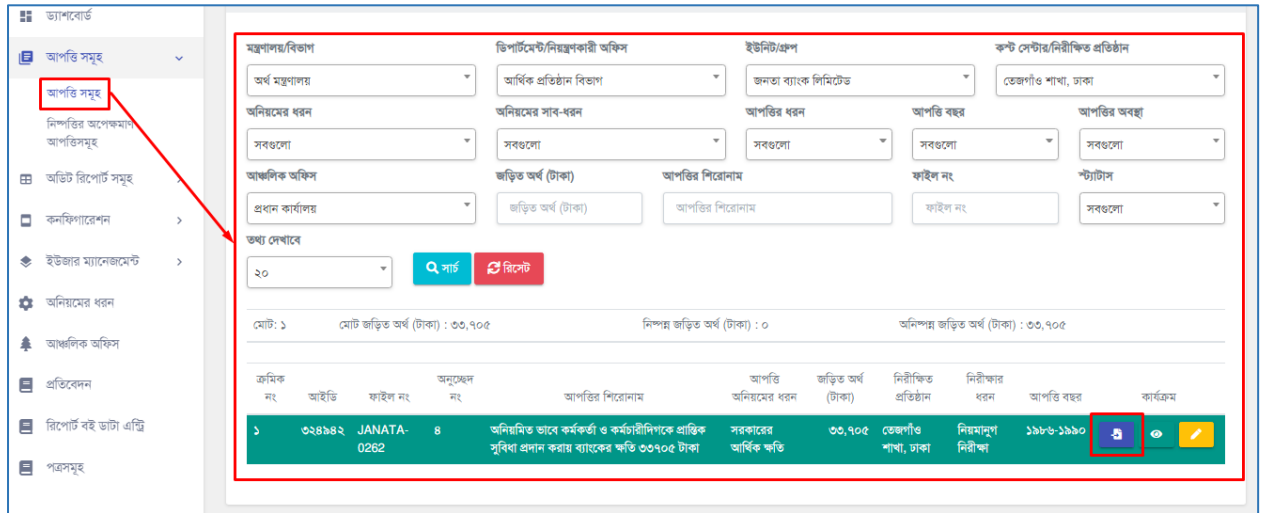 ড্যাশবোর্ড
আপত্তি সমূহ
আপত্তি সমূহ
নিষ্পত্তির অপেক্ষমাণ
আপত্তিসমূহ
অডিট রিপোর্ট সমূহ
কনফিগারেশন
ইউজার ম্যানেজমেন্ট
অনিয়মের ধরন
আঞ্চলিক অফিস
প্রতিবেদন
রিপোর্ট বই ডাটা এন্ট্রি
পত্রসমূহ
মন্ত্রণালয়/বিভাগ ডিপার্টমেন্ট/নিয়ন্ত্রণকারী অফিস ইউনিট/গ্রুপ কস্ট সেন্টার/নিরীক্ষিত প্রতিষ্ঠান
অর্থ মন্ত্রণালয় আর্থিক প্রতিষ্ঠান বিভাগ জনতা ব্যাংক লিমিটেড তেজগাঁও শাখা, ঢাকা
অনিয়মের ধরন অনিয়মের সাব-ধরন আপত্তির ধরন আপত্তি বছর আপত্তির অবস্থা
সবগুলো সবগুলো সবগুলো সবগুলো সবগুলো
আঞ্চলিক অফিস জড়িত অর্থ (টাকা) আপত্তির শিরোনাম ফাইল নং স্ট্যাটাস
প্রধান কার্যালয় জড়িত অর্থ (টাকা) আপত্তির শিরোনাম ফাইল নং সবগুলো
তথ্য দেখাবে
২০ সার্চ রিসেট
মোট: ১ মোট জড়িত অর্থ (টাকা) : ৩৩,৭০৫ নিষ্পন্ন জড়িত অর্থ (টাকা) : ০ অনিষ্পন্ন জড়িত অর্থ (টাকা) : ৩৩,৭০৫
ক্রমিক অনুচ্ছেদ আপত্তি জড়িত অর্থ নিরীক্ষিত নিরীক্ষার
নং আইডি ফাইল নং নং আপত্তির শিরোনাম অনিয়মের ধরন (টাকা) প্রতিষ্ঠান ধরন আপত্তি বছর কার্যক্রম
১ ৩২৪৯৪২ JANATA- ৪ অনিয়মিত ভাবে কর্মকর্তা ও কর্মচারীদিগকে প্রান্তিক সরকারের ৩৩,৭০৫ তেজগাঁও নিয়মানুগ ১৯৮৬-১৯৯০
0262 সুবিধা প্রদান করায় ব্যাংকের ক্ষতি ৩৩৭০৫ টাকা আর্থিক ক্ষতি শাখা, ঢাকা নিরীক্ষা